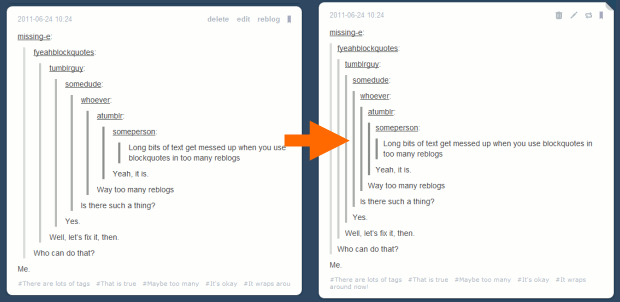 2011-06-24 10:24 delete edit reblog
missing-e:
fyeahblockquotes:
tumblrguy:
somedude:
whoever:
atumblr:
someperson:
Long bits of text get messed up when you use
blockquotes in too many reblogs
Yeah, it is.
Way too many reblogs
Is there such a thing?
Yes.
Well, let's fix it, then.
Who can do that?
Me.
#There are lots of tags #That is true #Maybe too many #It's okay #It wraps arou
2011-06-24 10:24
missing-e:
fyeahblockquotes:
tumblrguy:
somedude:
whoever:
atumblr:
someperson:
Long bits of text get messed up when you use blockquotes in
too many reblogs
Yeah, it is.
Way too many reblogs
Is there such a thing?
Yes.
Well, let's fix it, then.
Who can do that?
Me.
#There are lots of tags #That is true #Maybe too many #It's okay #It wraps
around now!